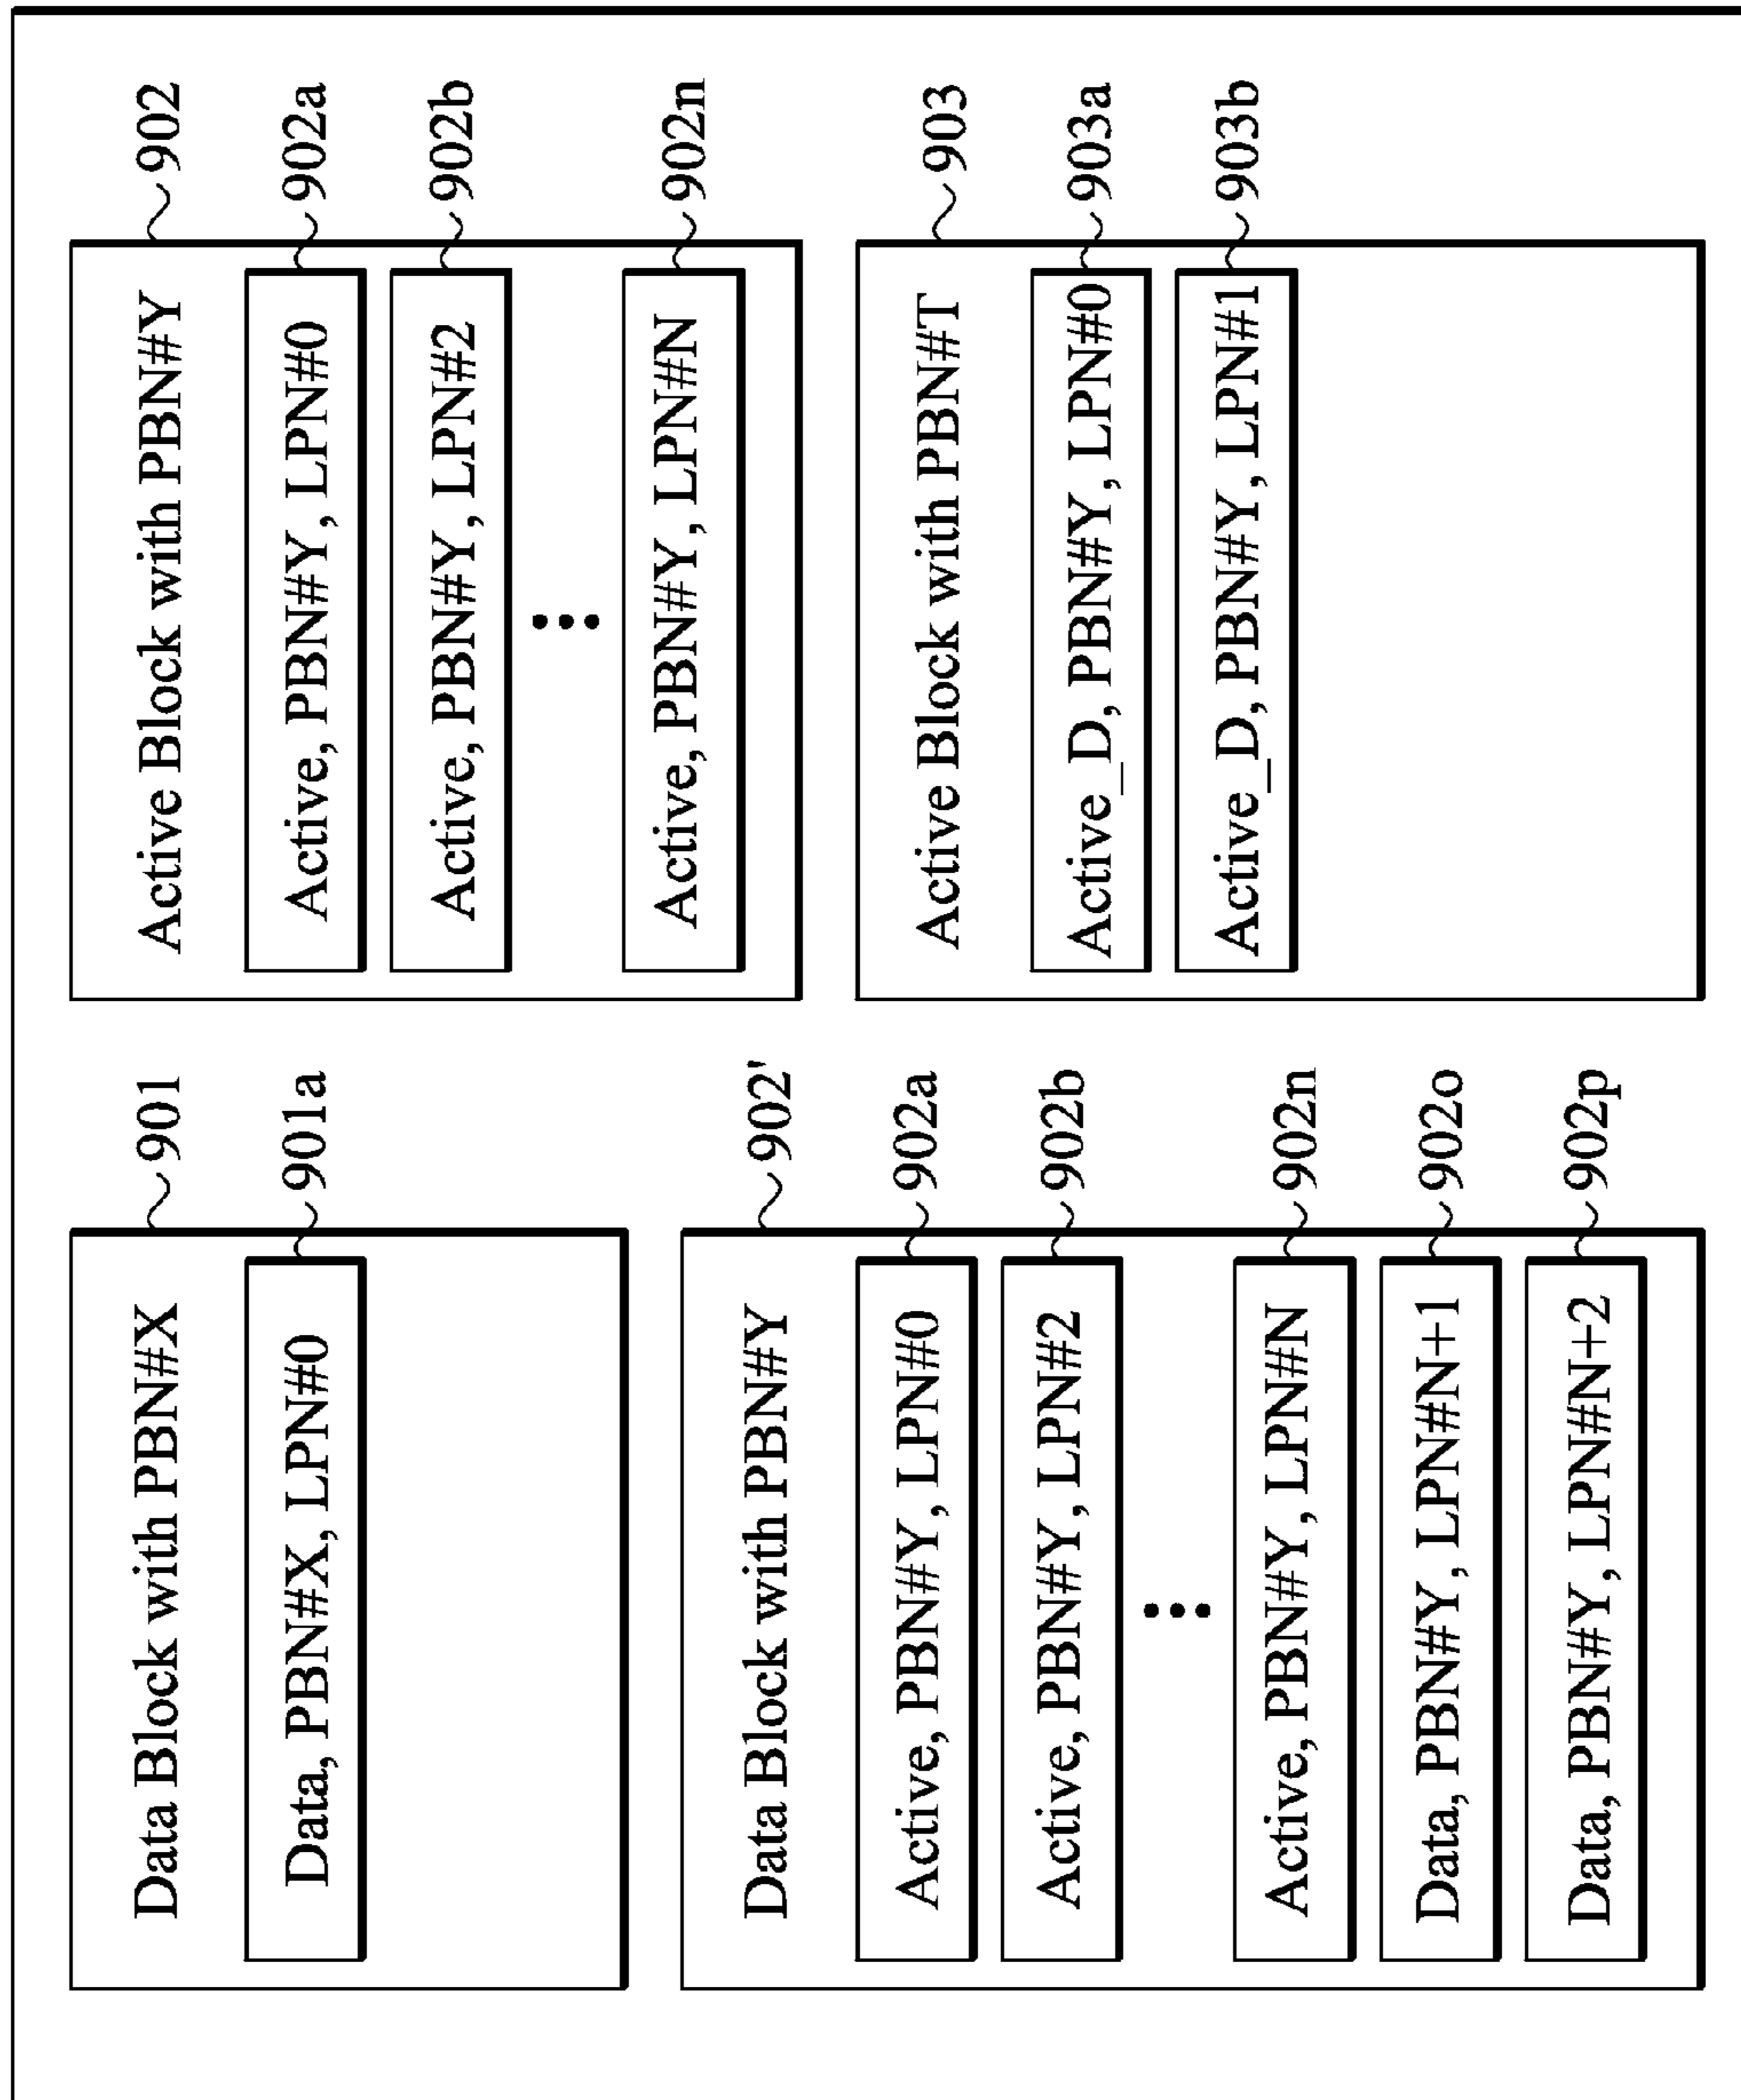 Data Block with PBN#X
901
Data, PBN#X, LPN#0
901a
Data Block with PBN#Y
902'
Active, PBN#Y, LPN#0
902a
Active, PBN#Y, LPN#2
902b
Active, PBN#Y, LPN#N
902n
Data, PBN#Y, LPN#N+1
902o
Data, PBN#Y, LPN#N+2
902p
Active Block with PBN#Y
902
Active, PBN#Y, LPN#0
902a
Active, PBN#Y, LPN#2
902b
Active, PBN#Y, LPN#N
902n
Active Block with PBN#T
903
Active_D, PBN#Y, LPN#0
903a
Active_D, PBN#Y, LPN#1
903b